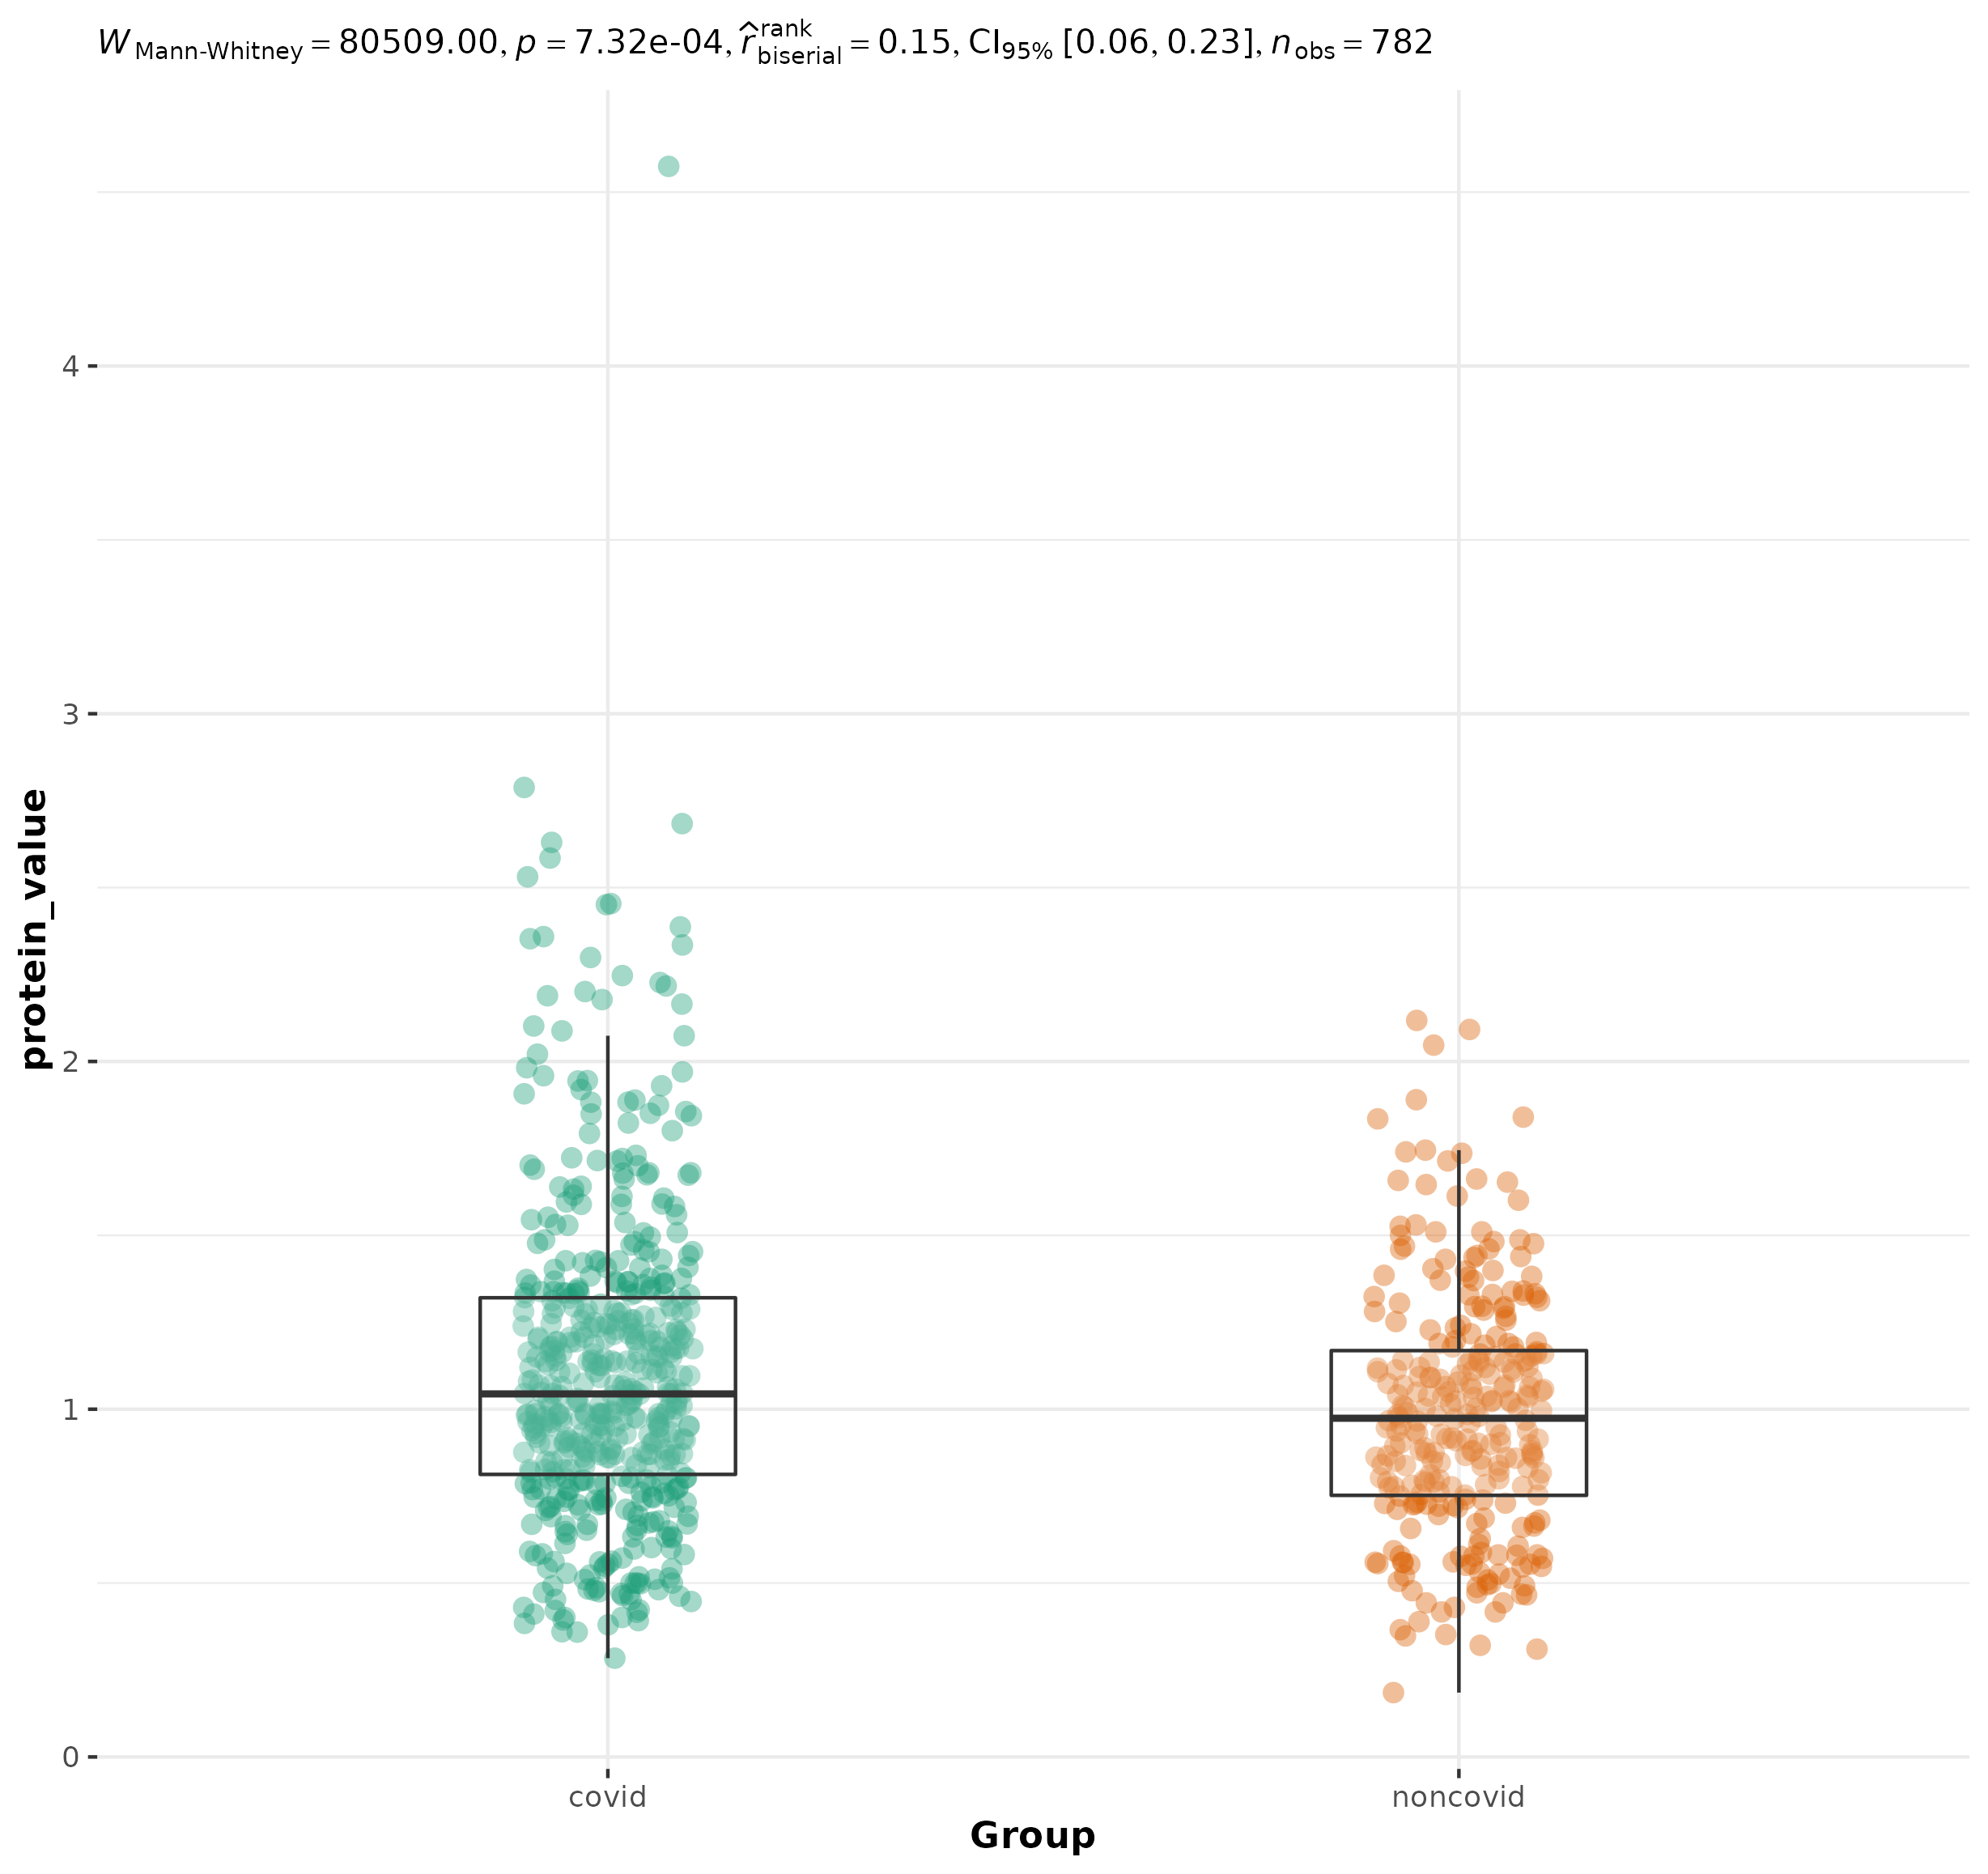 W Mann-Whitney = 80509.00, p = 7.32e-04, r̂ rank biserial = 0.15, CI95% [0.06, 0.23], n obs = 782
4
3
2
1
0
protein_value
covid noncovid
Group